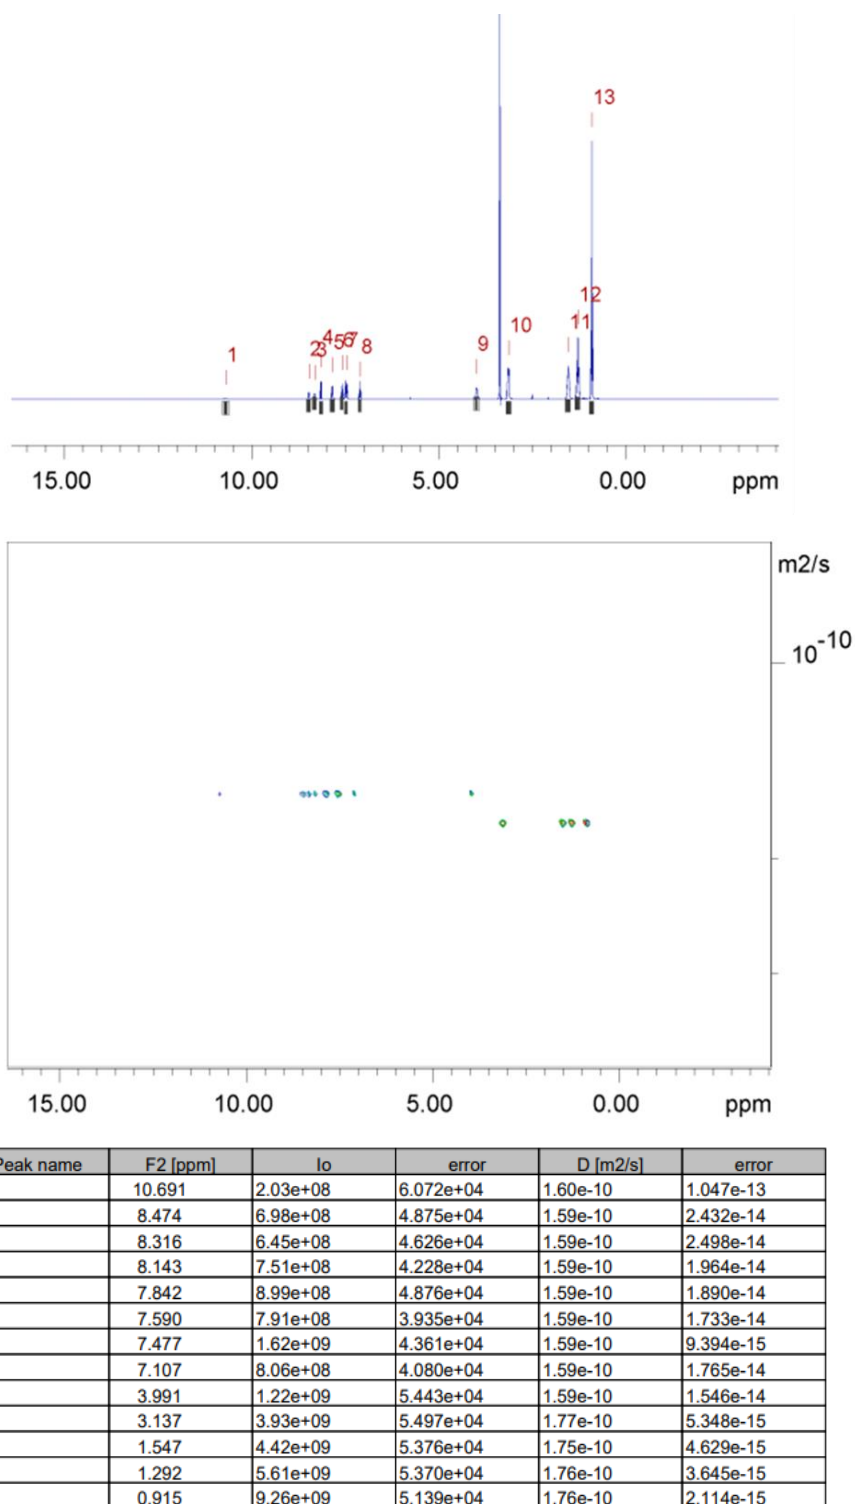 13
12
11
10
1 23 4567 8 9
15.00 10.00 5.00 0.00 ppm
m2/s
10-10
15.00 10.00 5.00 0.00 ppm
Peak name F2 [ppm] Io error D [m2/s] error
10.691 2.03e+08 6.072e+04 1.60e-10 1.047e-13
8.474 6.98e+08 4.875e+04 1.59e-10 2.432e-14
8.316 6.45e+08 4.626e+04 1.59e-10 2.498e-14
8.143 7.51e+08 4.228e+04 1.59e-10 1.964e-14
7.842 8.99e+08 4.876e+04 1.59e-10 1.890e-14
7.590 7.91e+08 3.935e+04 1.59e-10 1.733e-14
7.477 1.62e+09 4.361e+04 1.59e-10 9.394e-15
7.107 8.06e+08 4.080e+04 1.59e-10 1.765e-14
3.991 1.22e+09 5.443e+04 1.59e-10 1.546e-14
3.137 3.93e+09 5.497e+04 1.77e-10 5.348e-15
1.547 4.42e+09 5.376e+04 1.75e-10 4.629e-15
1.292 5.61e+09 5.370e+04 1.76e-10 3.645e-15
0.915 9.26e+09 5.139e+04 1.76e-10 2.114e-15